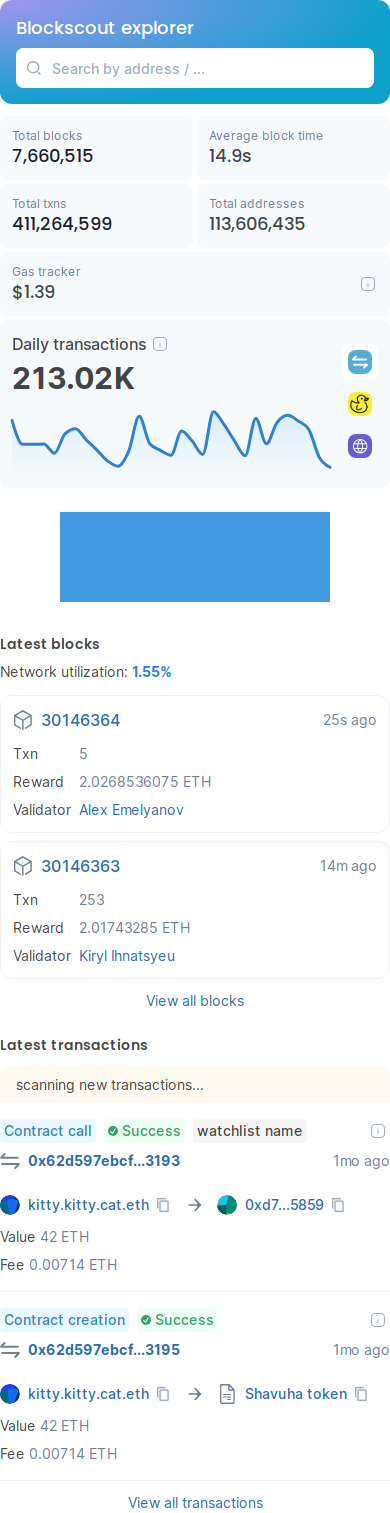 Blockscout explorer
Search by address / ...
Total blocks
7,660,515
Average block time
14.9s
Total txns
411,264,599
Total addresses
113,606,435
Gas tracker
$1.39
Daily transactions
213.02K
Latest blocks
Network utilization: 1.55%
30146364 25s ago
Txn 5
Reward 2.0268536075 ETH
Validator Alex Emelyanov
30146363 14m ago
Txn 253
Reward 2.01743285 ETH
Validator Kiryl Ihnatsyeu
View all blocks
Latest transactions
scanning new transactions...
Contract call Success watchlist name
0x62d597ebcf...3193 1mo ago
kitty.kitty.cat.eth 0xd7...5859
Value 42 ETH
Fee 0.00714 ETH
Contract creation Success
0x62d597ebcf...3195 1mo ago
kitty.kitty.cat.eth Shavuha token
Value 42 ETH
Fee 0.00714 ETH
View all transactions